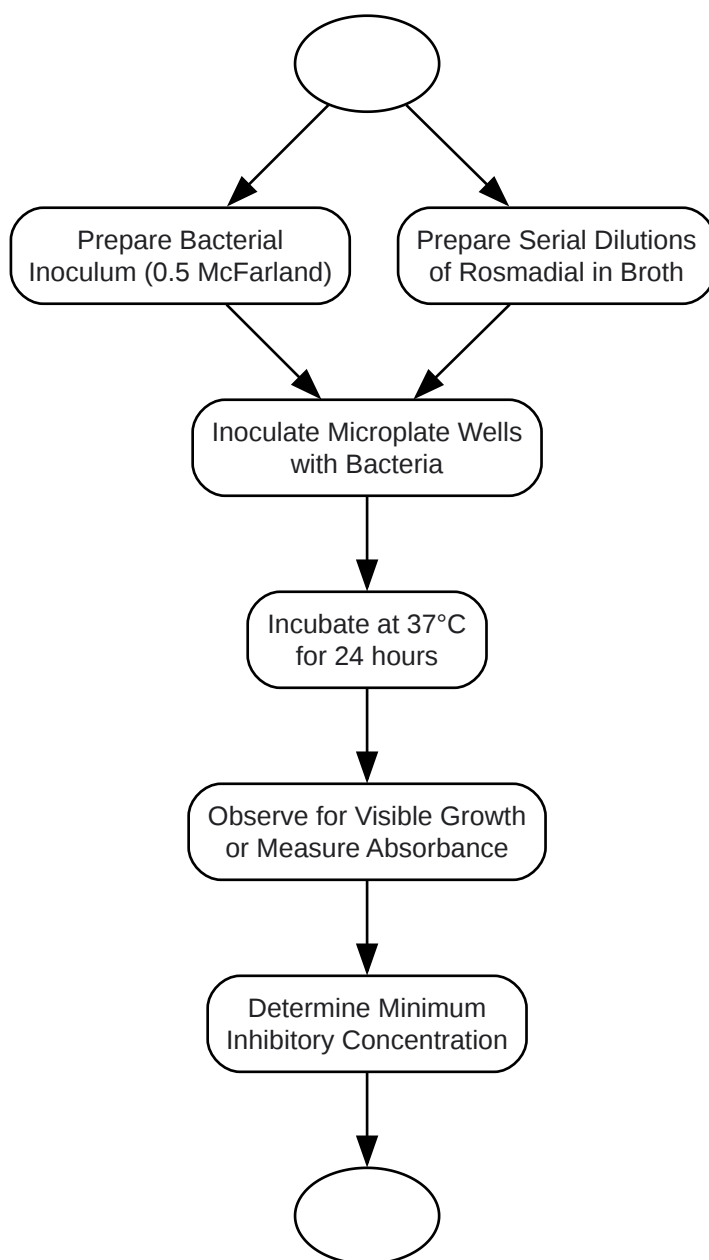 Prepare Bacterial
Inoculum (0.5 McFarland)
Prepare Serial Dilutions
of Rosmadial in Broth
Inoculate Microplate Wells
with Bacteria
Incubate at 37°C
for 24 hours
Observe for Visible Growth
or Measure Absorbance
Determine Minimum
Inhibitory Concentration